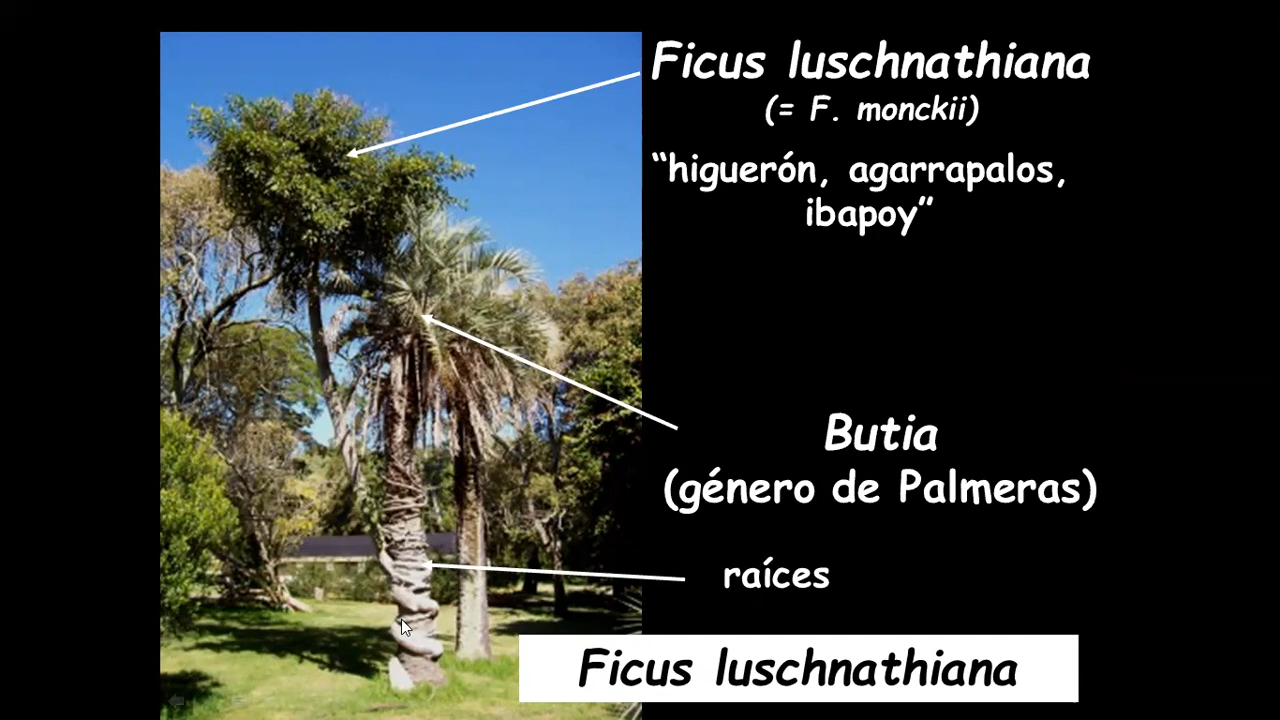 Ficus luschnathiana
(= F. monckii)
“higuerón, agarrapalos,
ibapoy”
Butia
(género de Palmeras)
raíces
Ficus luschnathiana